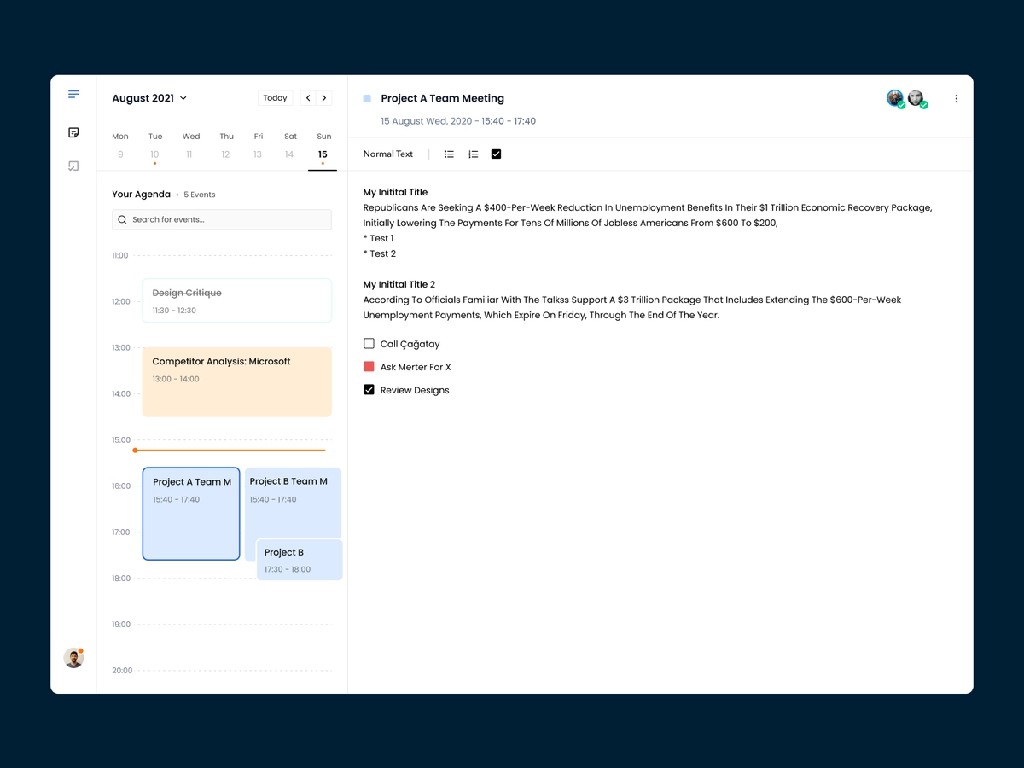 August 2021
Today
Mon Tue Wed Thu Fri Sat Sun
9 10 11 12 13 14 15
Your Agenda
5 Events
Search for events...
11:00
Design Critique
12:00
11:30 - 12:30
13:00
Competitor Analysis: Microsoft
13:00 - 14:00
14:00
15:00
16:00
Project A Team M
15:40 - 17:40
Project B Team M
15:40 - 17:40
17:00
Project B
17:30 - 18:00
18:00
19:00
20:00
Project A Team Meeting
15 August Wed, 2020 - 15:40 - 17:40
Normal Text
My Initital Title
Republicans Are Seeking A $400-Per-Week Reduction In Unemployment Benefits In Their $1 Trillion Economic Recovery Package,
Initially Lowering The Payments For Tens Of Millions Of Jobless Americans From $600 To $200,
* Test 1
* Test 2
My Initital Title 2
According To Officials Familiar With The Talkss Support A $3 Trillion Package That Includes Extending The $600-Per-Week
Unemployment Payments, Which Expire On Friday, Through The End Of The Year.
Call Çağatay
Ask Merter For X
Review Designs